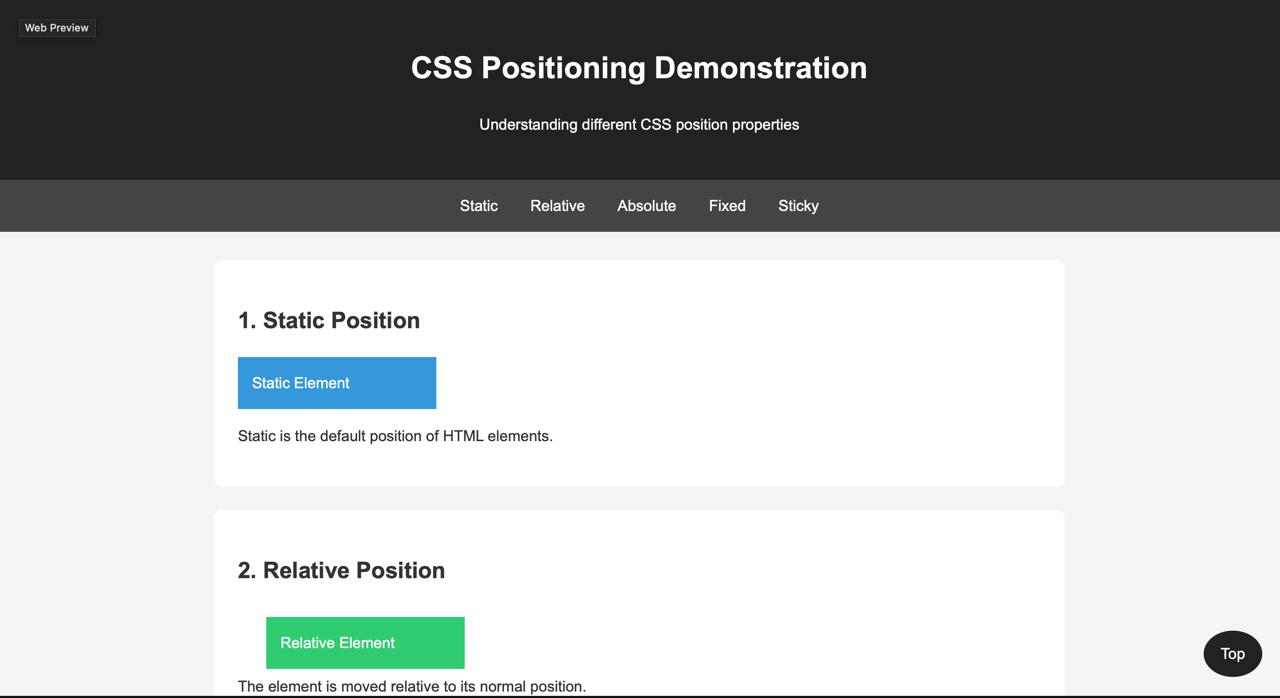 Web Preview
CSS Positioning Demonstration
Understanding different CSS position properties
Static Relative Absolute Fixed Sticky
1. Static Position
Static Element
Static is the default position of HTML elements.
2. Relative Position
Relative Element
The element is moved relative to its normal position.
Top